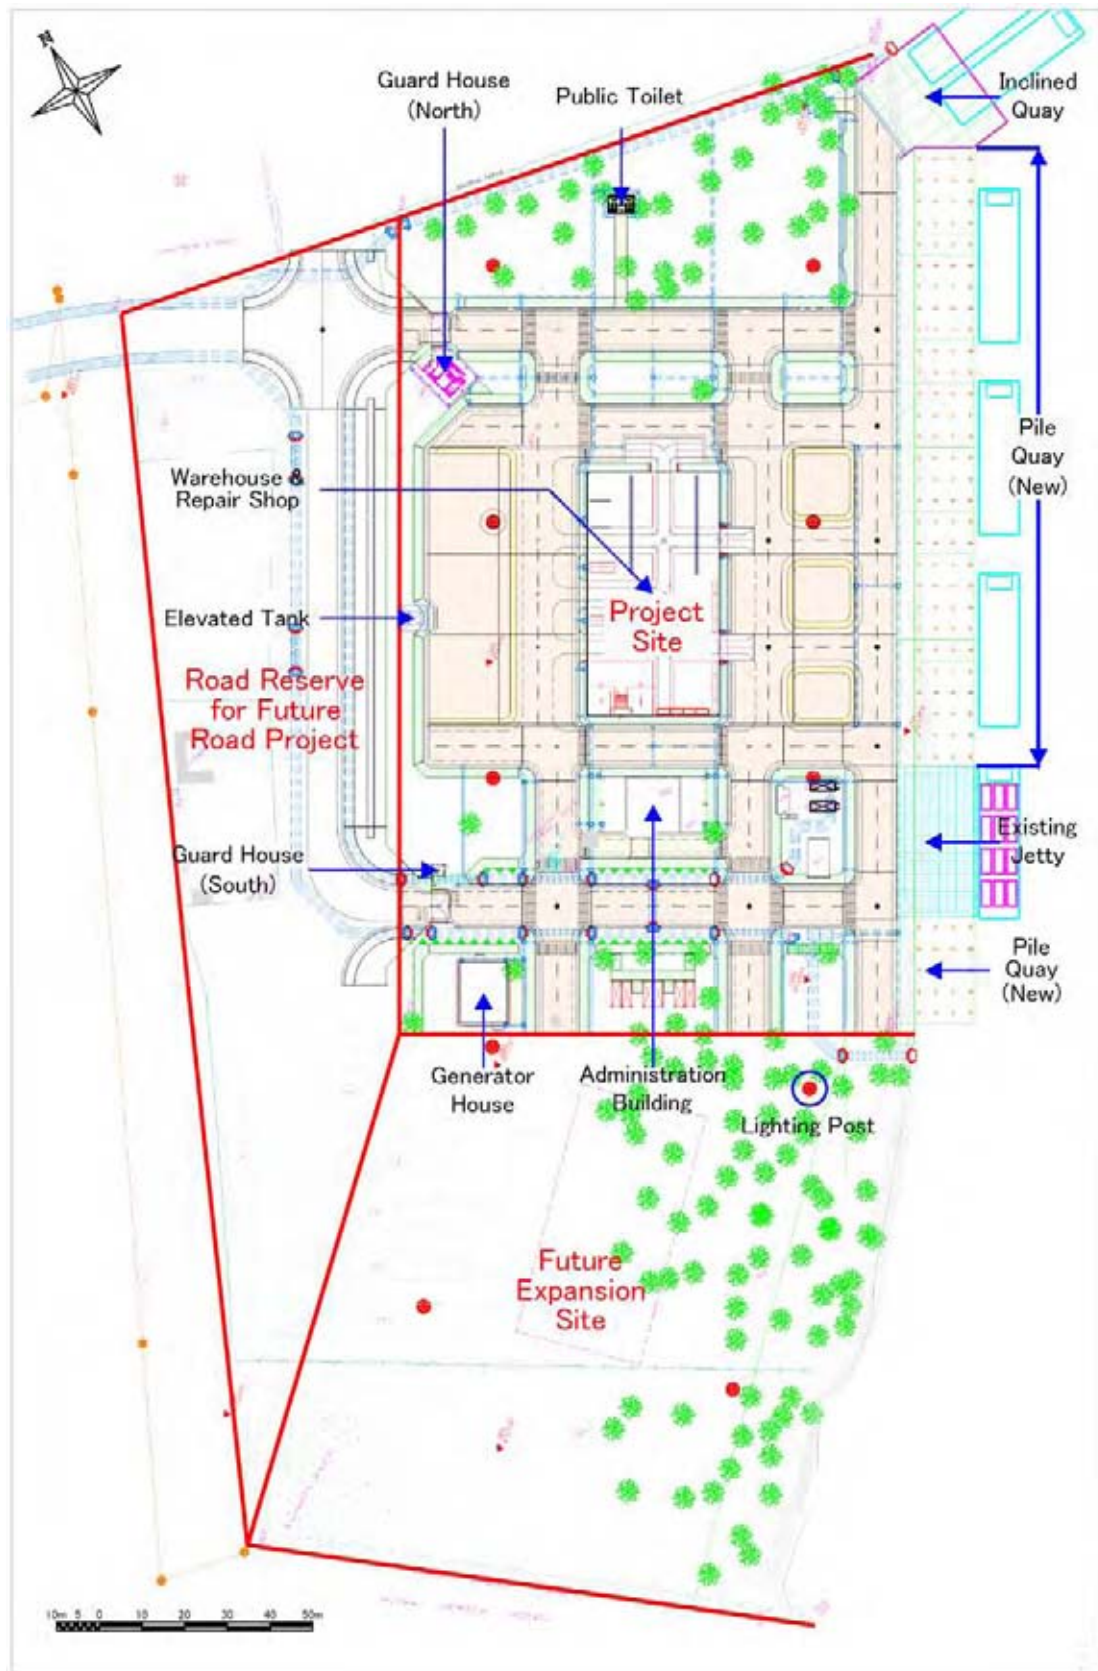 N
Guard House
(North)
Public Toilet
Inclined
Quay
Pile
Quay
(New)
Warehouse &
Repair Shop
Project
Site
Elevated Tank
Road Reserve
for Future
Road Project
Existing
Jetty
Guard House
(South)
Pile
Quay
(New)
Generator
House
Administration
Building
Lighting Post
Future
Expansion
Site
10m 5 0 10 20 30 40 50m